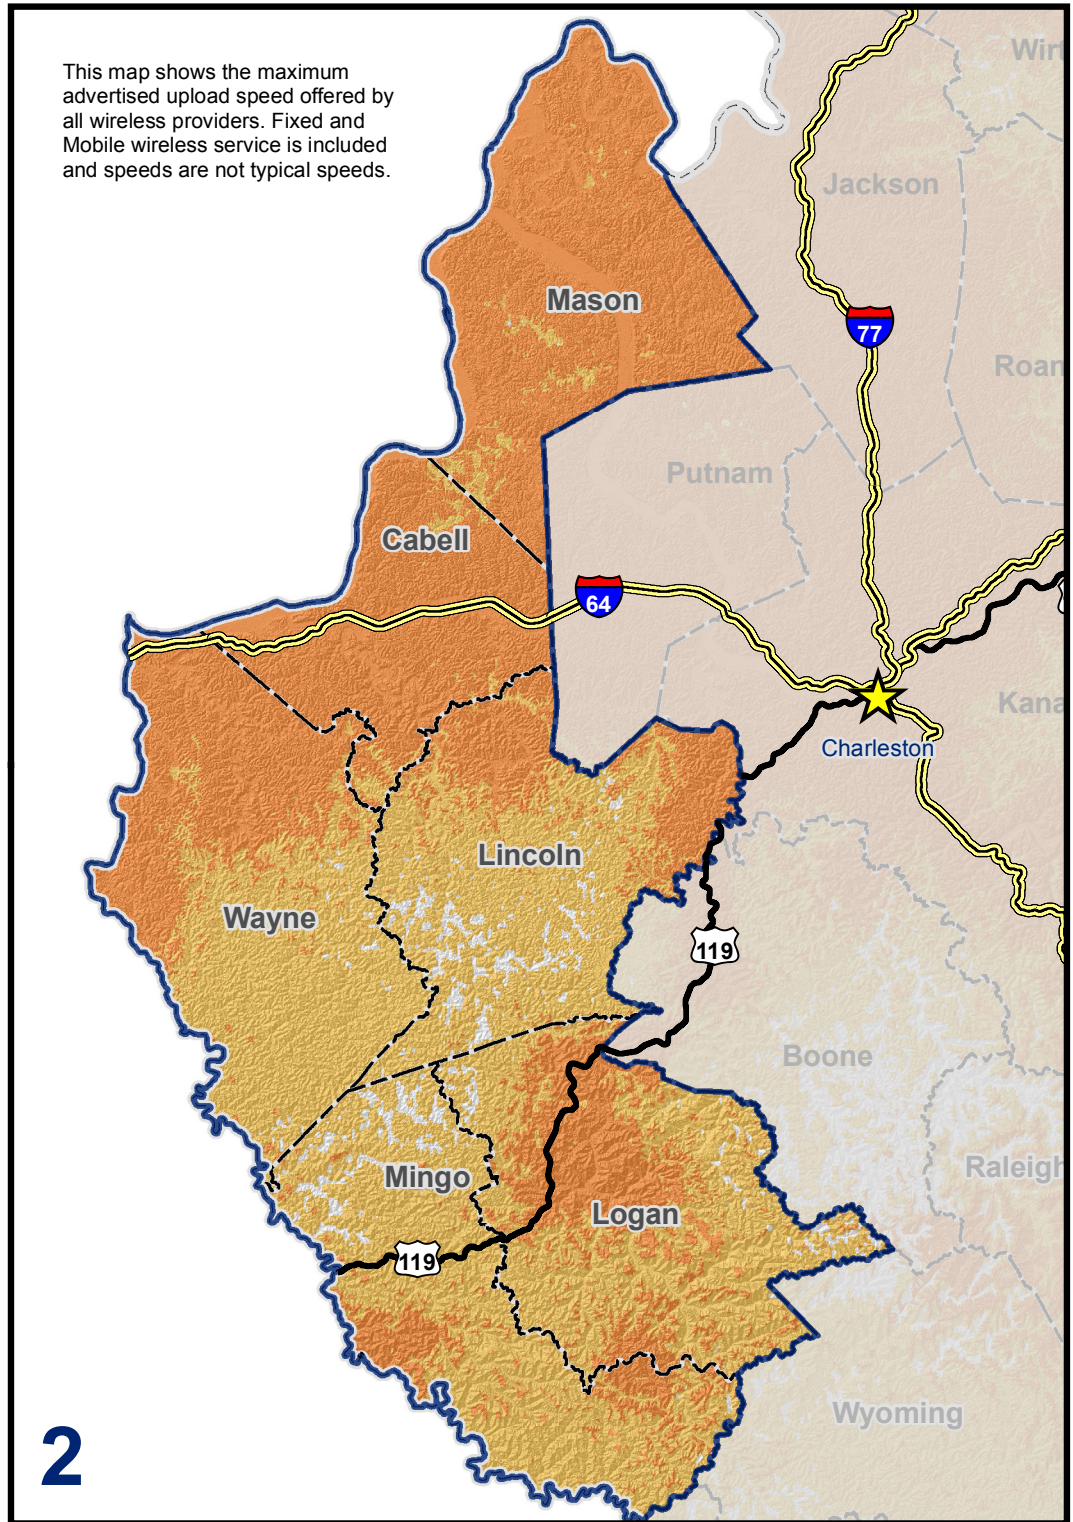 This map shows the maximum
advertised upload speed offered by
all wireless providers. Fixed and
Mobile wireless service is included
and speeds are not typical speeds.
Jackson
Mason
77
Putnam
Cabell
64
Charleston
Lincoln
Wayne
119
Boone
Raleigh
Mingo
Logan
119
Wyoming
2